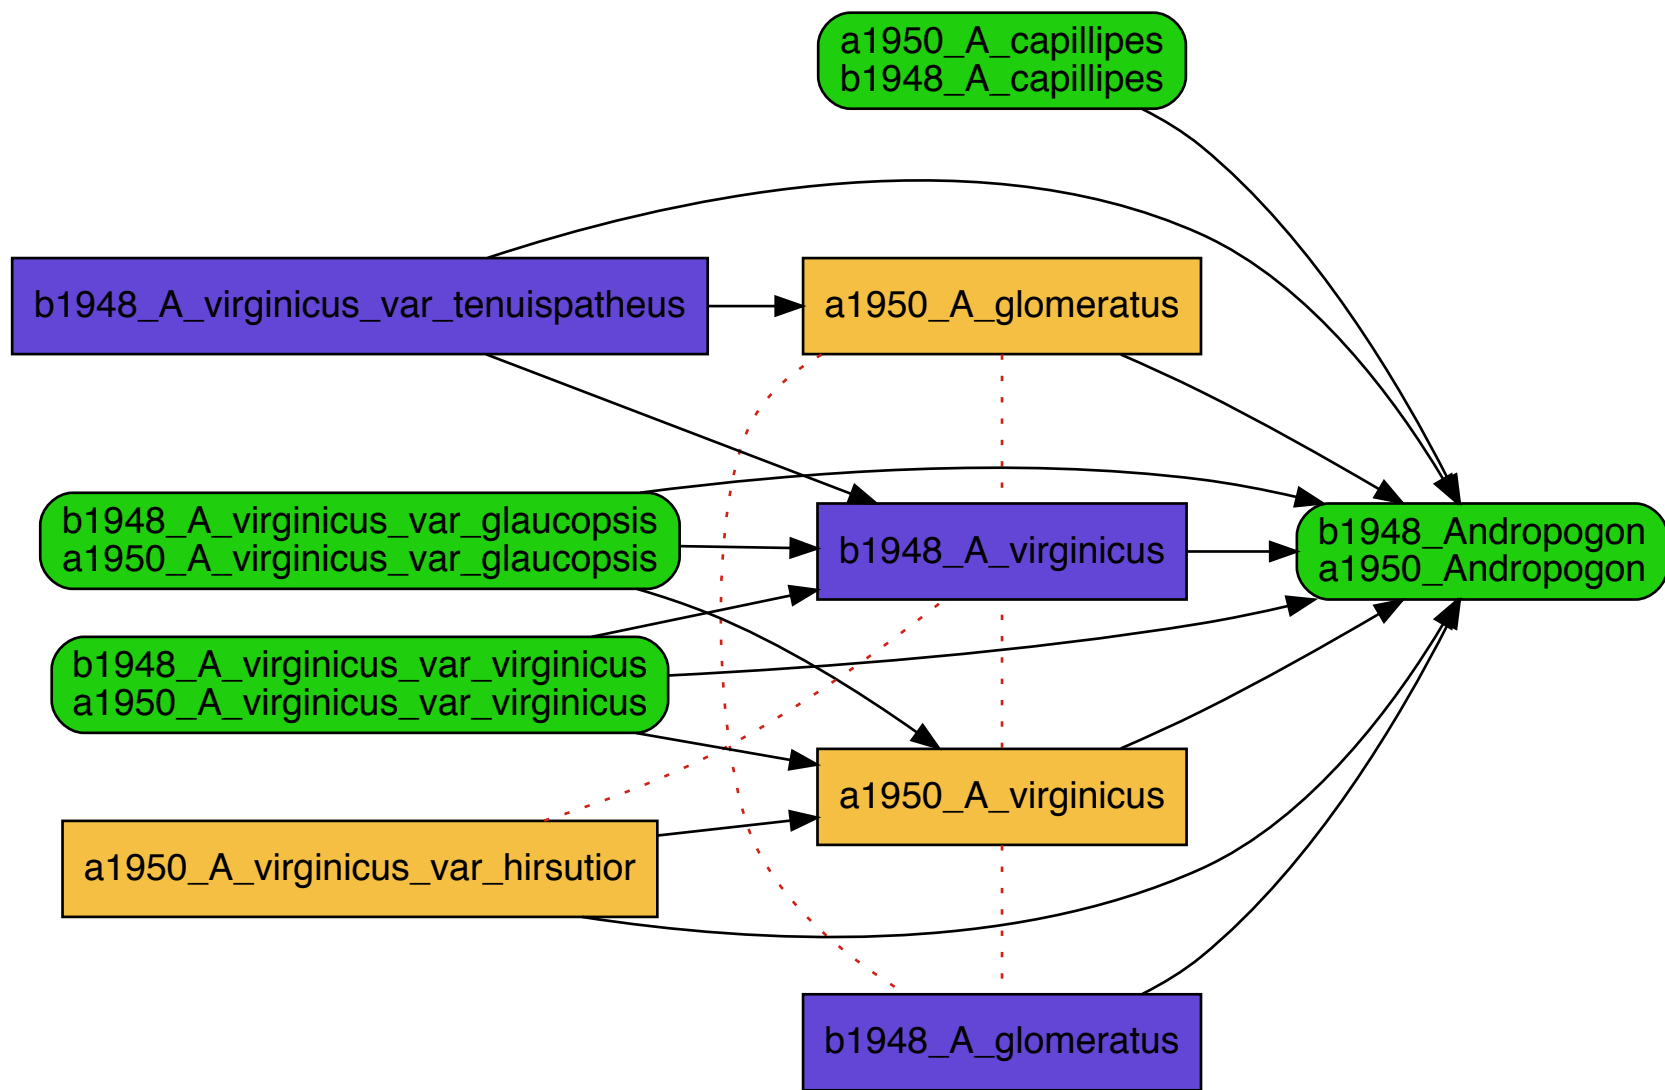 a1950_A_capillipes
b1948_A_capillipes
b1948_A_virginicus_var_tenuispatheus
a1950_A_glomeratus
b1948_A_virginicus_var_glaucopsis
a1950_A_virginicus_var_glaucopsis
b1948_A_virginicus
b1948_Andropogon
a1950_Andropogon
b1948_A_virginicus_var_virginicus
a1950_A_virginicus_var_virginicus
a1950_A_virginicus
a1950_A_virginicus_var_hirsutior
b1948_A_glomeratus